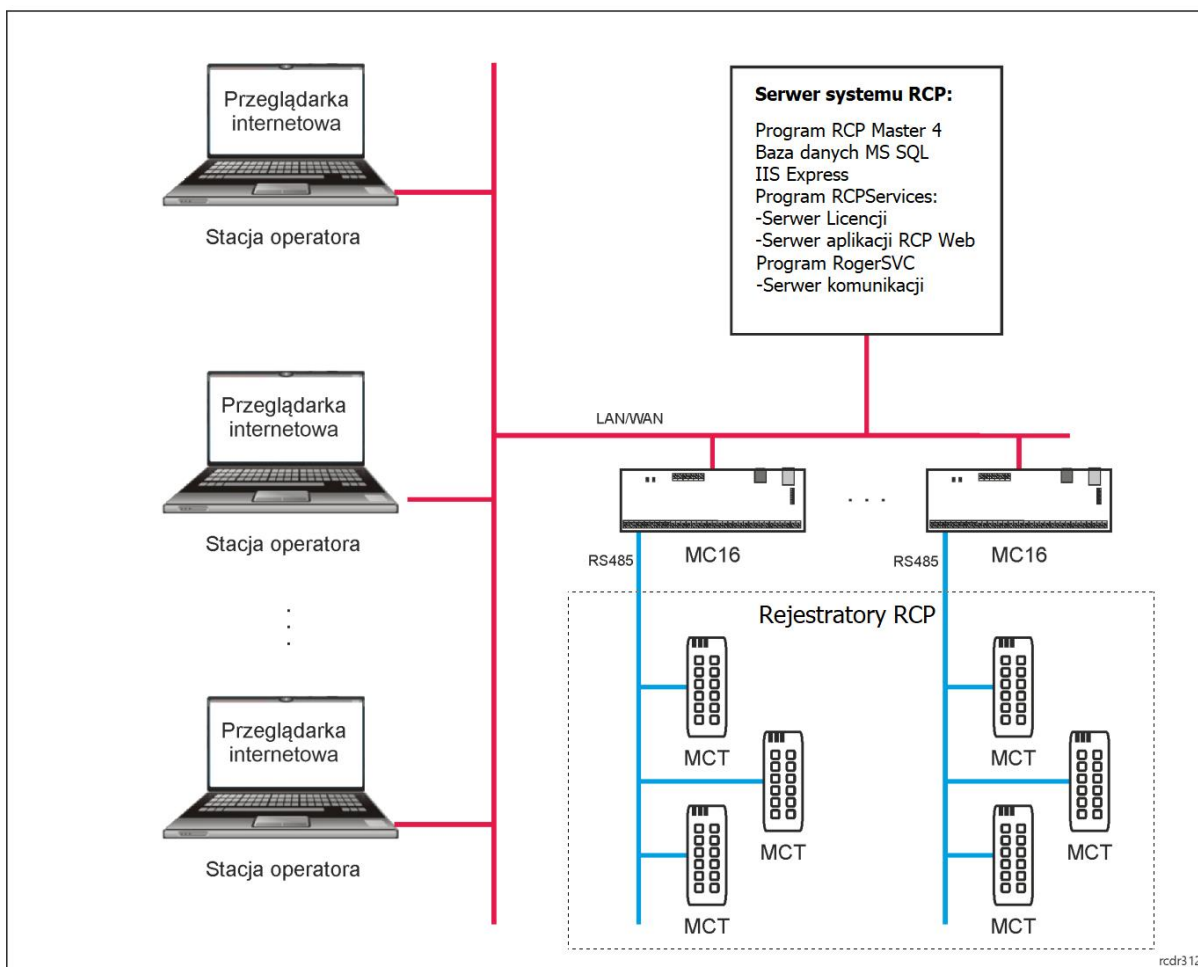 Przeglądarka
internetowa
Stacja operatora
Przeglądarka
internetowa
Stacja operatora
.
.
.
Przeglądarka
internetowa
Stacja operatora
Serwer systemu RCP:
Program RCP Master 4
Baza danych MS SQL
IIS Express
Program RCPServices:
-Serwer Licencji
-Serwer aplikacji RCP Web
Program RogerSVC
-Serwer komunikacji
LAN/WAN
. . .
RS485
MC16
RS485
MC16
Rejestratory RCP
MCT
MCT
MCT
MCT
MCT
MCT
rcdr312